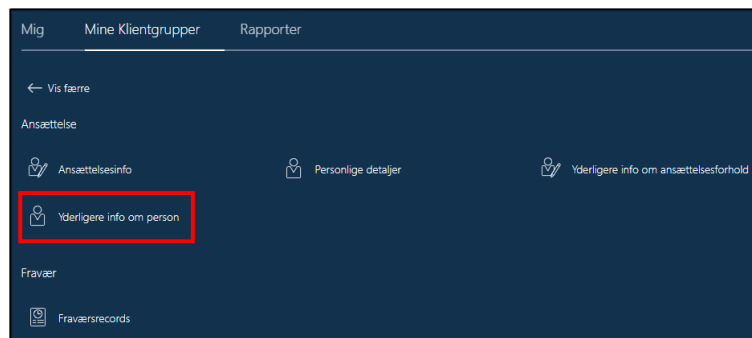 Mig Mine Klientgrupper Rapporter
← Vis færre
Ansættelse
Ansættelsesinfo Personlige detaljer Yderligere info om ansættelsesforhold
Yderligere info om person
Fravær
Fraværsrecords